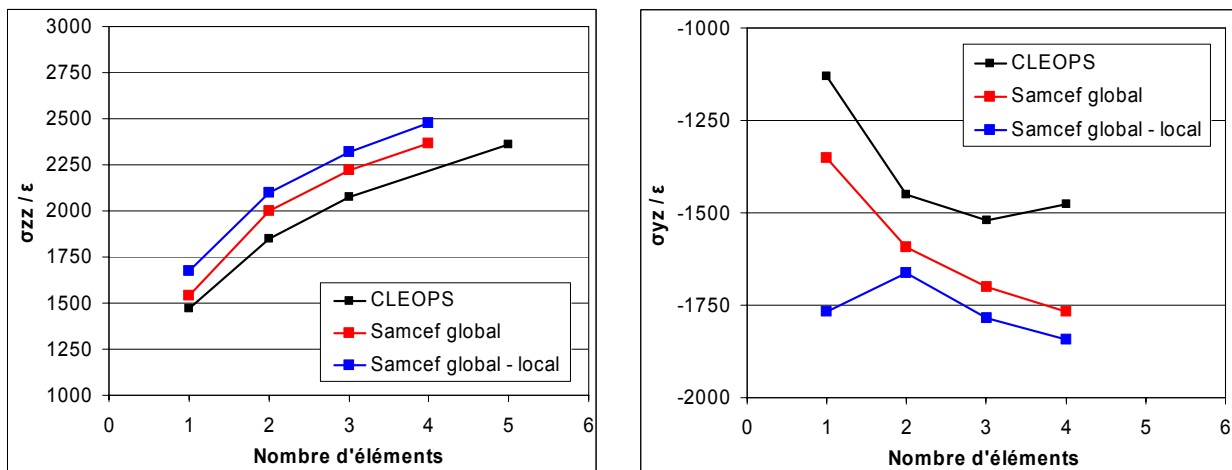 3000
2750
2500
2250
2000
1750
1500
1250
1000
σzz / ε
0 1 2 3 4 5 6
Nombre d'éléments
CLEOPS
Samcef global
Samcef global - local
-1000
-1250
-1500
-1750
-2000
σyz / ε
0 1 2 3 4 5 6
Nombre d'éléments
CLEOPS
Samcef global
Samcef global - local